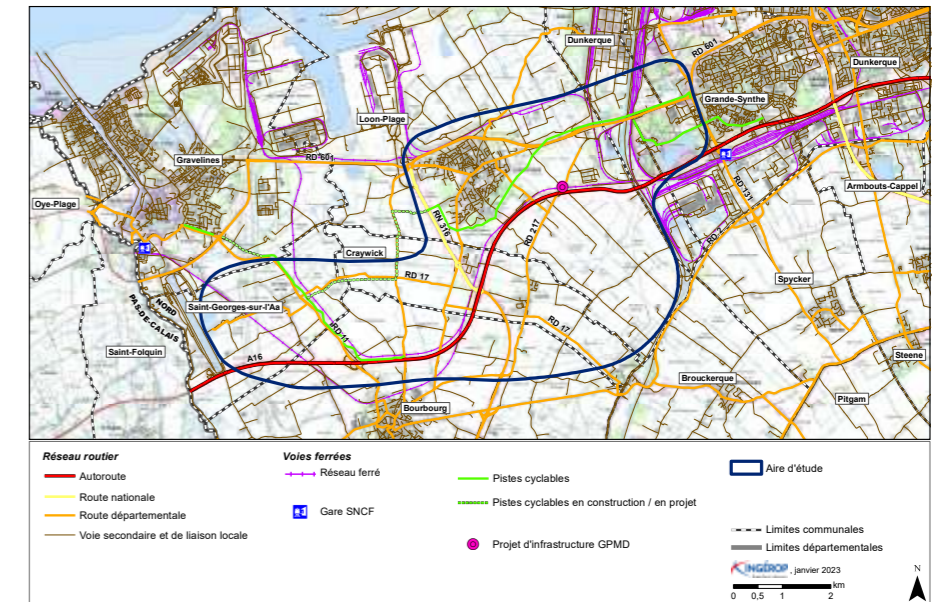 Dunkerque
RD 601
Dunkerque
Grande-Synthe
Loon-Plage
Gravelines
RD 601
Oye-Plage
RN 316
RD 217
RD 131
Armbouts-Cappel
Craywick
RD 17
Spycker
Saint-Georges-sur-l'Aa
NORD
PAS-DE-CALAIS
RD 11
RD 17
Saint-Folquin
A16
Steene
Brouckerque
Pitgam
Bourbourg
Réseau routier
Autoroute
Route nationale
Route départementale
Voie secondaire et de liaison locale
Voies ferrées
Réseau ferré
Gare SNCF
Pistes cyclables
Pistes cyclables en construction / en projet
Projet d'infrastructure GPMD
Aire d'étude
Limites communales
Limites départementales
INGÉROP , janvier 2023
km
0 0,5 1 2
N